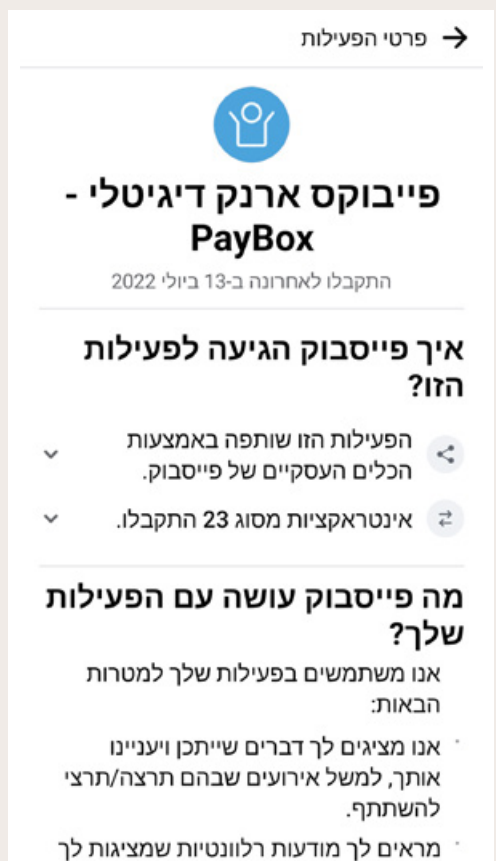 פרטי הפעילות
פייבוקס ארנק דיגיטלי -
PayBox
התקבלו לאחרונה ב-13 ביולי 2022
איך פייסבוק הגיעה לפעילות
הזו?
הפעילות הזו שותפה באמצעות
הכלים העסקיים של פייסבוק.
אינטראקציות מסוג 23 התקבלו.
מה פייסבוק עושה עם הפעילות
שלך?
אנו משתמשים בפעילות שלך למטרות
הבאות:
אנו מציגים לך דברים שייתכן ויעניינו
אותך, למשל אירועים שבהם תרצה/תרצי
להשתתף.
מראים לך מודעות רלוונטיות שמציגות לך